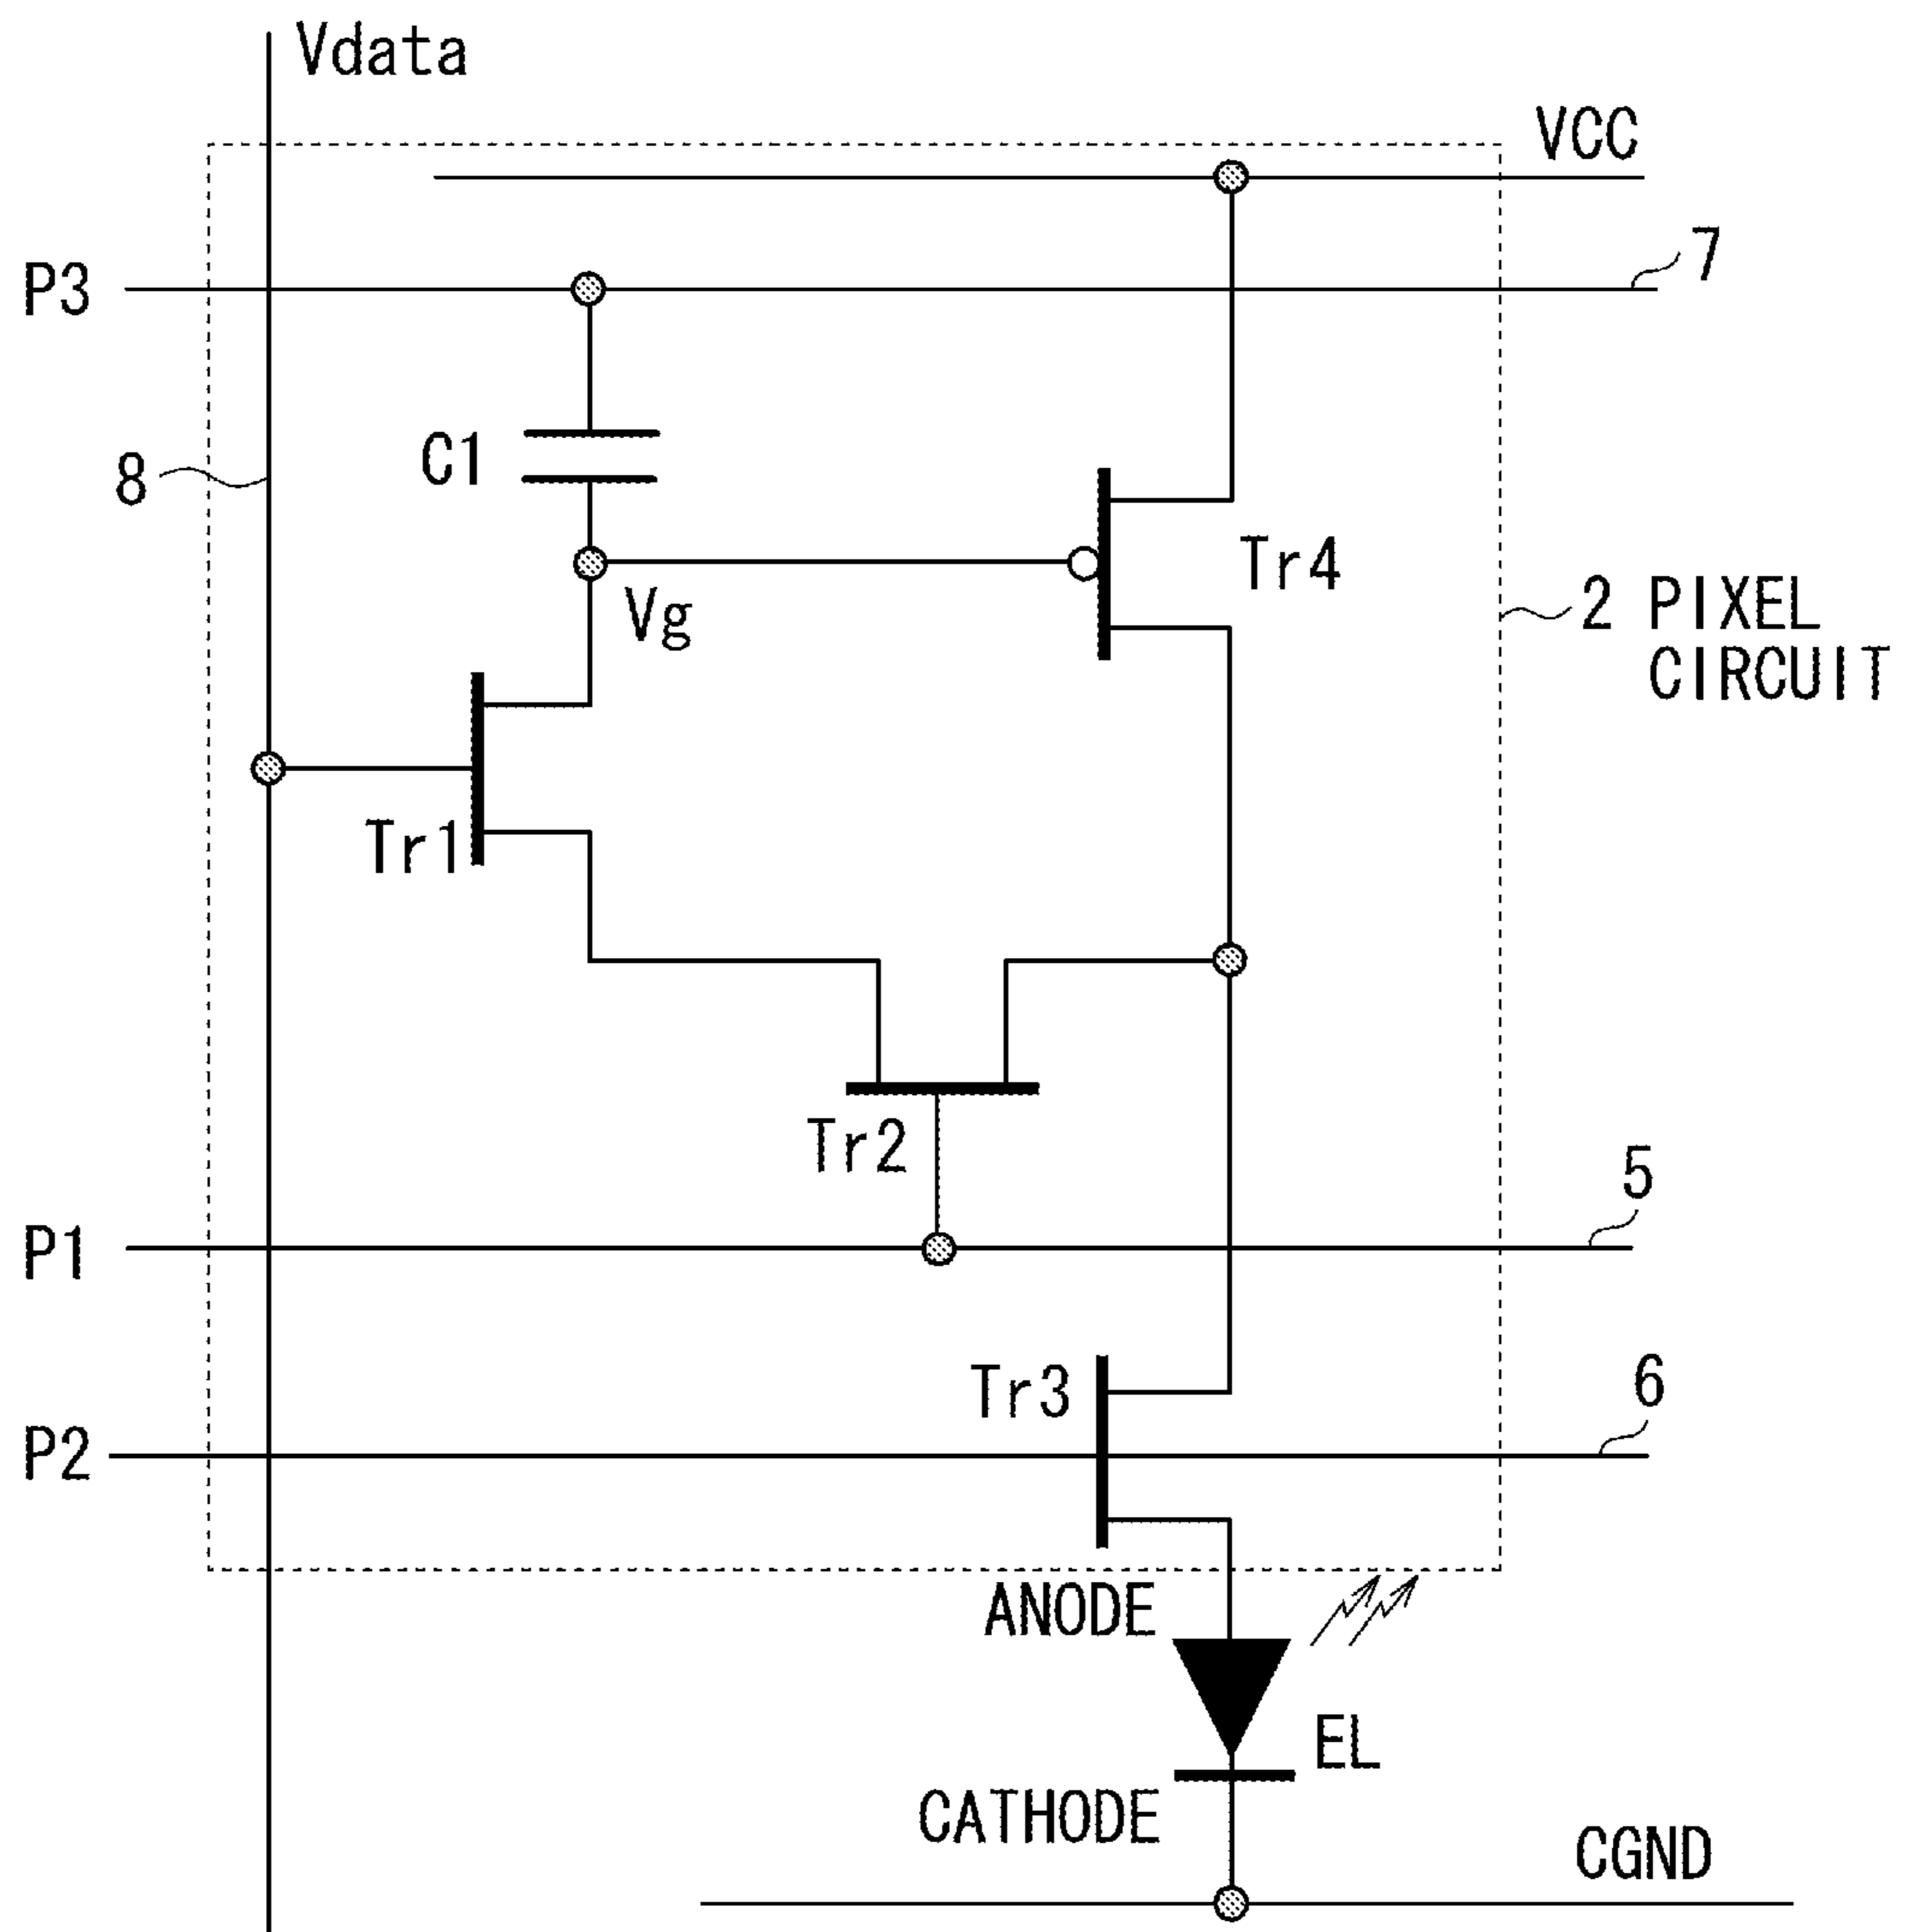 Vdata
VCC
P3
7
C1
8
Tr4
Vg
2 PIXEL
CIRCUIT
Tr1
Tr2
5
P1
Tr3
6
P2
ANODE
EL
CATHODE
CGND